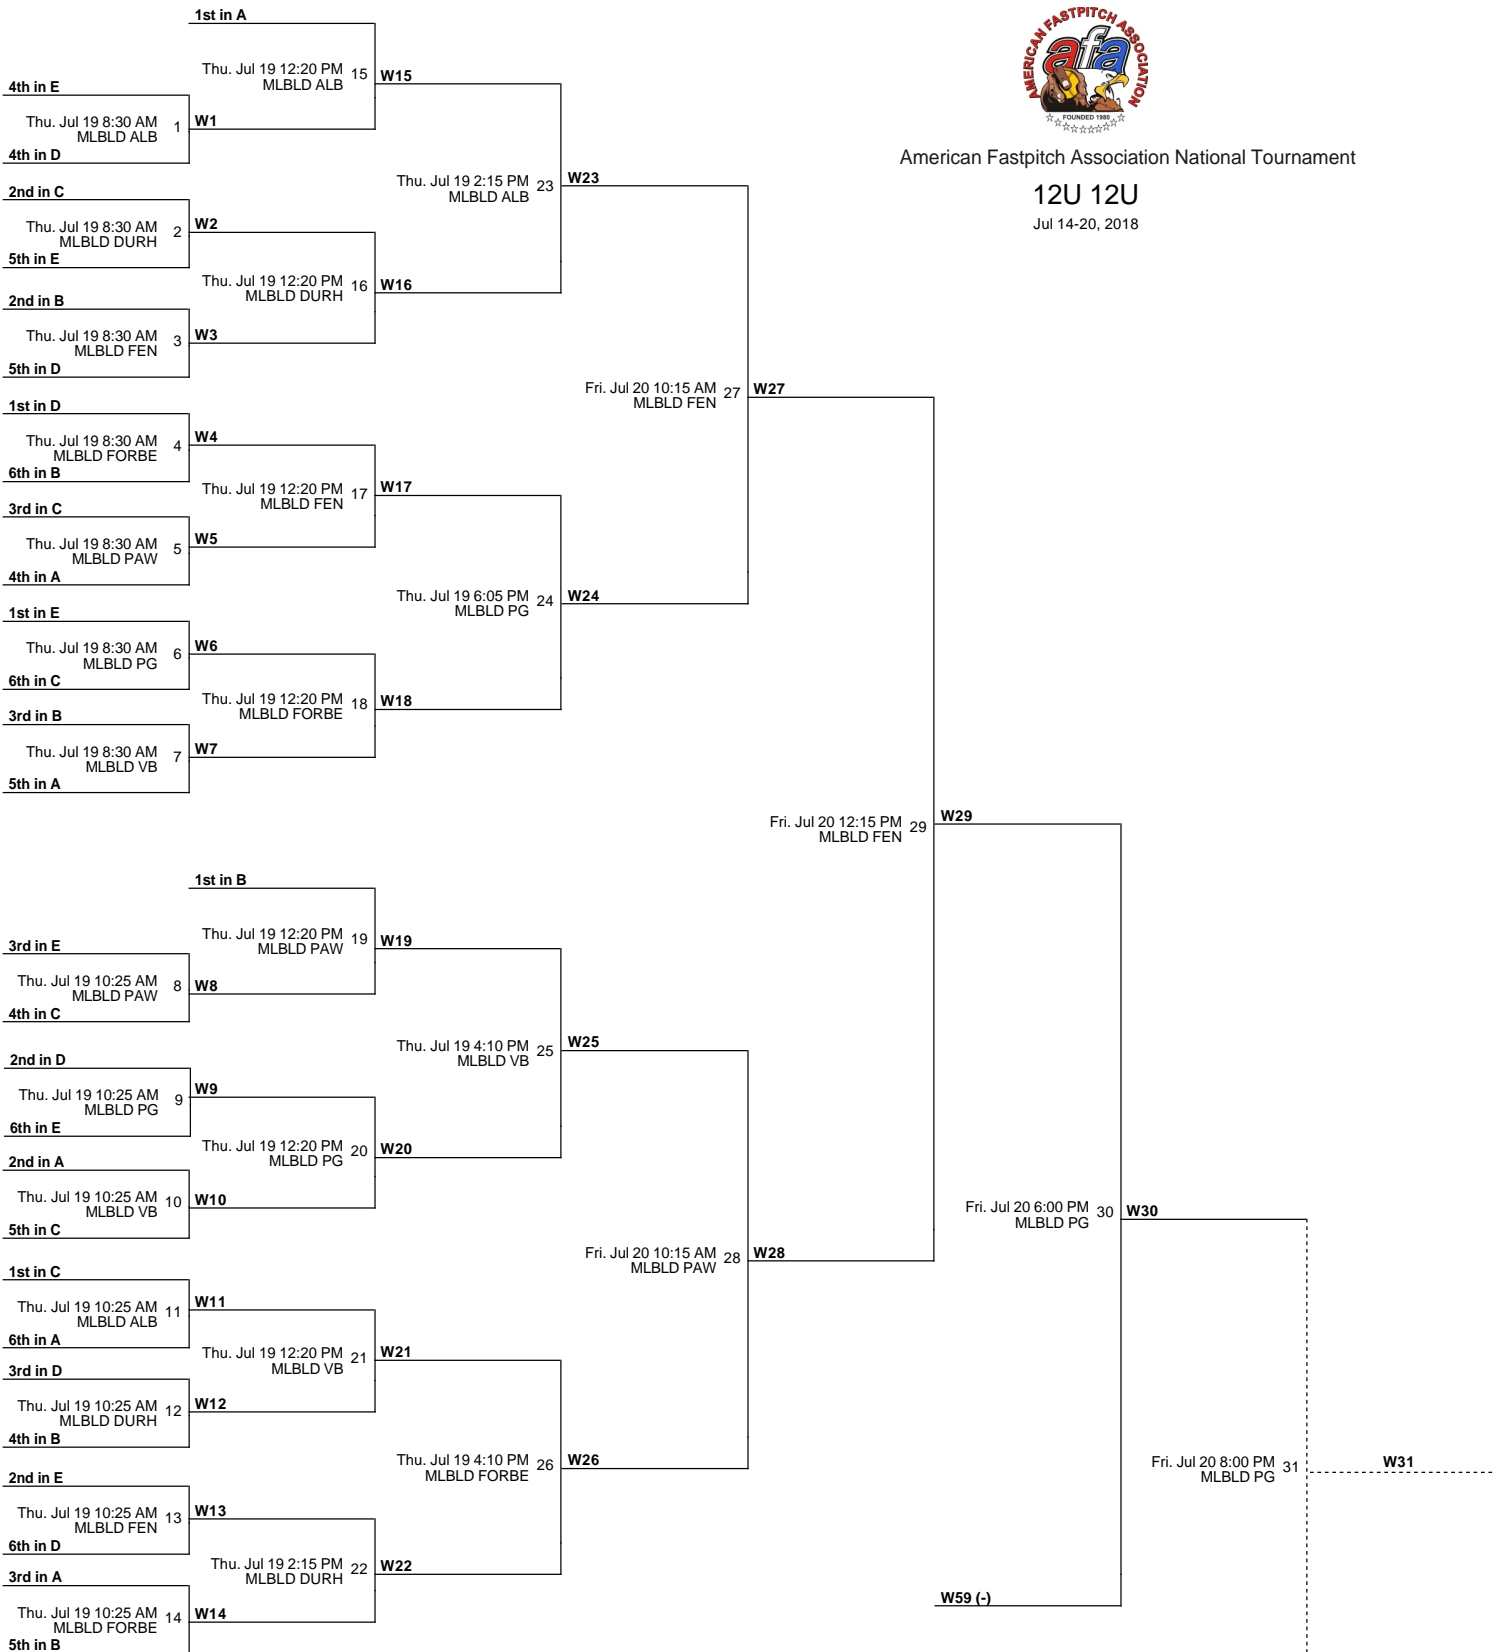 AMERICAN FASTPITCH ASSOCIATION
afa
FOUNDED 1980
American Fastpitch Association National Tournament
12U 12U
Jul 14-20, 2018
1st in A
Thu. Jul 19 12:20 PM 15
MLBLD ALB
W15
4th in E
Thu. Jul 19 8:30 AM 1
MLBLD ALB
W1
4th in D
Thu. Jul 19 2:15 PM 23
MLBLD ALB
W23
2nd in C
Thu. Jul 19 8:30 AM 2
MLBLD DURH
W2
5th in E
Thu. Jul 19 12:20 PM 16
MLBLD DURH
W16
2nd in B
Thu. Jul 19 8:30 AM 3
MLBLD FEN
W3
5th in D
Fri. Jul 20 10:15 AM 27
MLBLD FEN
W27
1st in D
Thu. Jul 19 8:30 AM 4
MLBLD FORBE
W4
6th in B
Thu. Jul 19 12:20 PM 17
MLBLD FEN
W17
3rd in C
Thu. Jul 19 8:30 AM 5
MLBLD PAW
W5
4th in A
Thu. Jul 19 6:05 PM 24
MLBLD PG
W24
1st in E
Thu. Jul 19 8:30 AM 6
MLBLD PG
W6
6th in C
Thu. Jul 19 12:20 PM 18
MLBLD FORBE
W18
3rd in B
Thu. Jul 19 8:30 AM 7
MLBLD VB
W7
5th in A
Fri. Jul 20 12:15 PM 29
MLBLD FEN
W29
1st in B
Thu. Jul 19 12:20 PM 19
MLBLD PAW
W19
3rd in E
Thu. Jul 19 10:25 AM 8
MLBLD PAW
W8
4th in C
Thu. Jul 19 4:10 PM 25
MLBLD VB
W25
2nd in D
Thu. Jul 19 10:25 AM 9
MLBLD PG
W9
6th in E
Thu. Jul 19 12:20 PM 20
MLBLD PG
W20
2nd in A
Thu. Jul 19 10:25 AM 10
MLBLD VB
W10
5th in C
Fri. Jul 20 6:00 PM 30
MLBLD PG
W30
Fri. Jul 20 10:15 AM 28
MLBLD PAW
W28
1st in C
Thu. Jul 19 10:25 AM 11
MLBLD ALB
W11
6th in A
Thu. Jul 19 12:20 PM 21
MLBLD VB
W21
3rd in D
Thu. Jul 19 10:25 AM 12
MLBLD DURH
W12
4th in B
Thu. Jul 19 4:10 PM 26
MLBLD FORBE
W26
Fri. Jul 20 8:00 PM 31
MLBLD PG
W31
2nd in E
Thu. Jul 19 10:25 AM 13
MLBLD FEN
W13
6th in D
Thu. Jul 19 2:15 PM 22
MLBLD DURH
W22
3rd in A
Thu. Jul 19 10:25 AM 14
MLBLD FORBE
W14
5th in B
W59 (-)